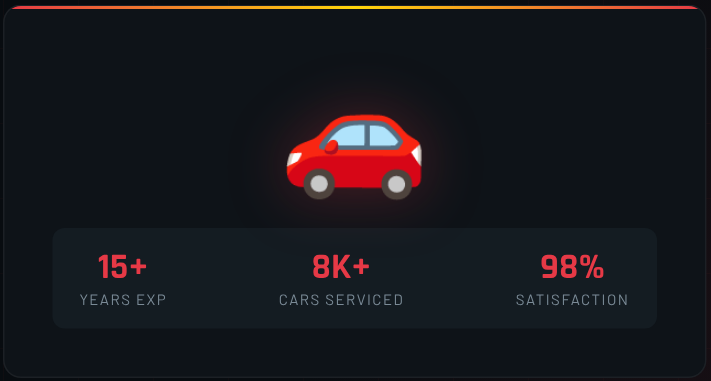 15+ 8K+ 98%
YEARS EXP CARS SERVICED SATISFACTION